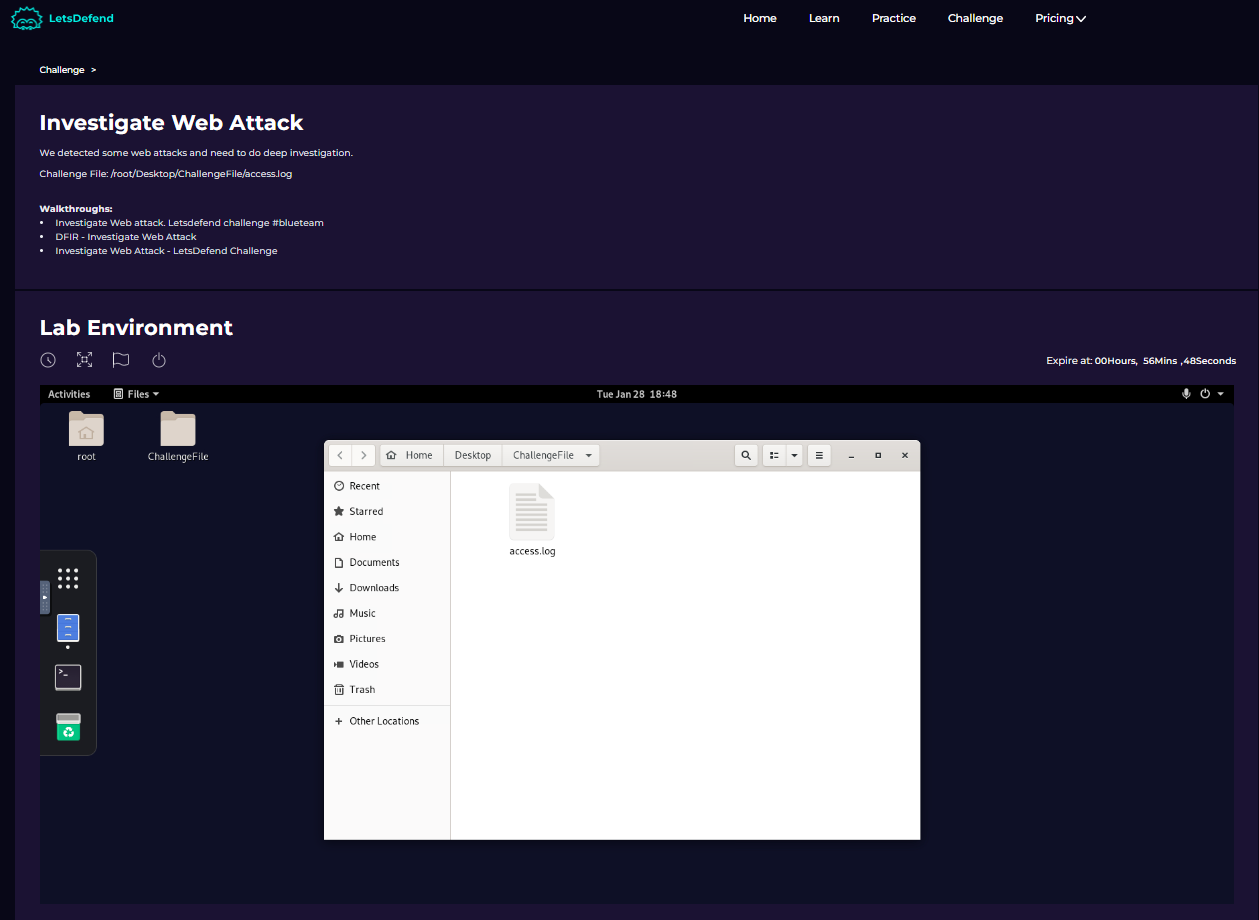 LetsDefend
Home Learn Practice Challenge Pricing
Challenge >
Investigate Web Attack
We detected some web attacks and need to do deep investigation.
Challenge File: /root/Desktop/ChallengeFile/access.log
Walkthroughs:
• Investigate Web attack. Letsdefend challenge #blueteam
• DFIR - Investigate Web Attack
• Investigate Web Attack - LetsDefend Challenge
Lab Environment
Expire at: 00Hours, 56Mins ,48Seconds
Activities Files Tue Jan 28 18:48
root ChallengeFile
Home Desktop ChallengeFile
Recent
Starred
Home
Documents
Downloads
Music
Pictures
Videos
Trash
+ Other Locations
access.log